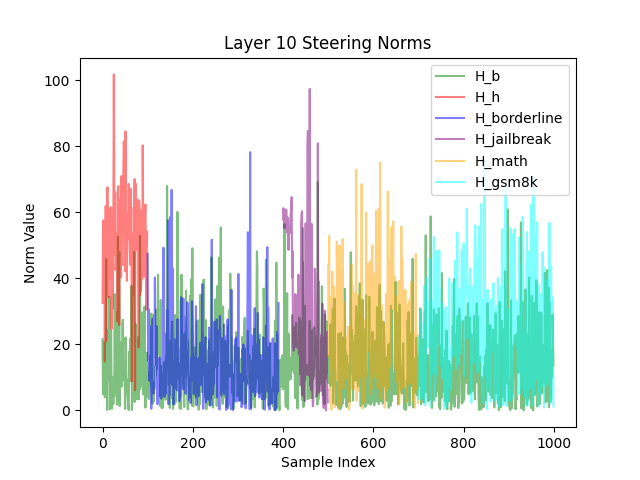 Layer 10 Steering Norms
H_b
H_h
H_borderline
H_jailbreak
H_math
H_gsm8k
Norm Value
100
80
60
40
20
0
0 200 400 600 800 1000
Sample Index